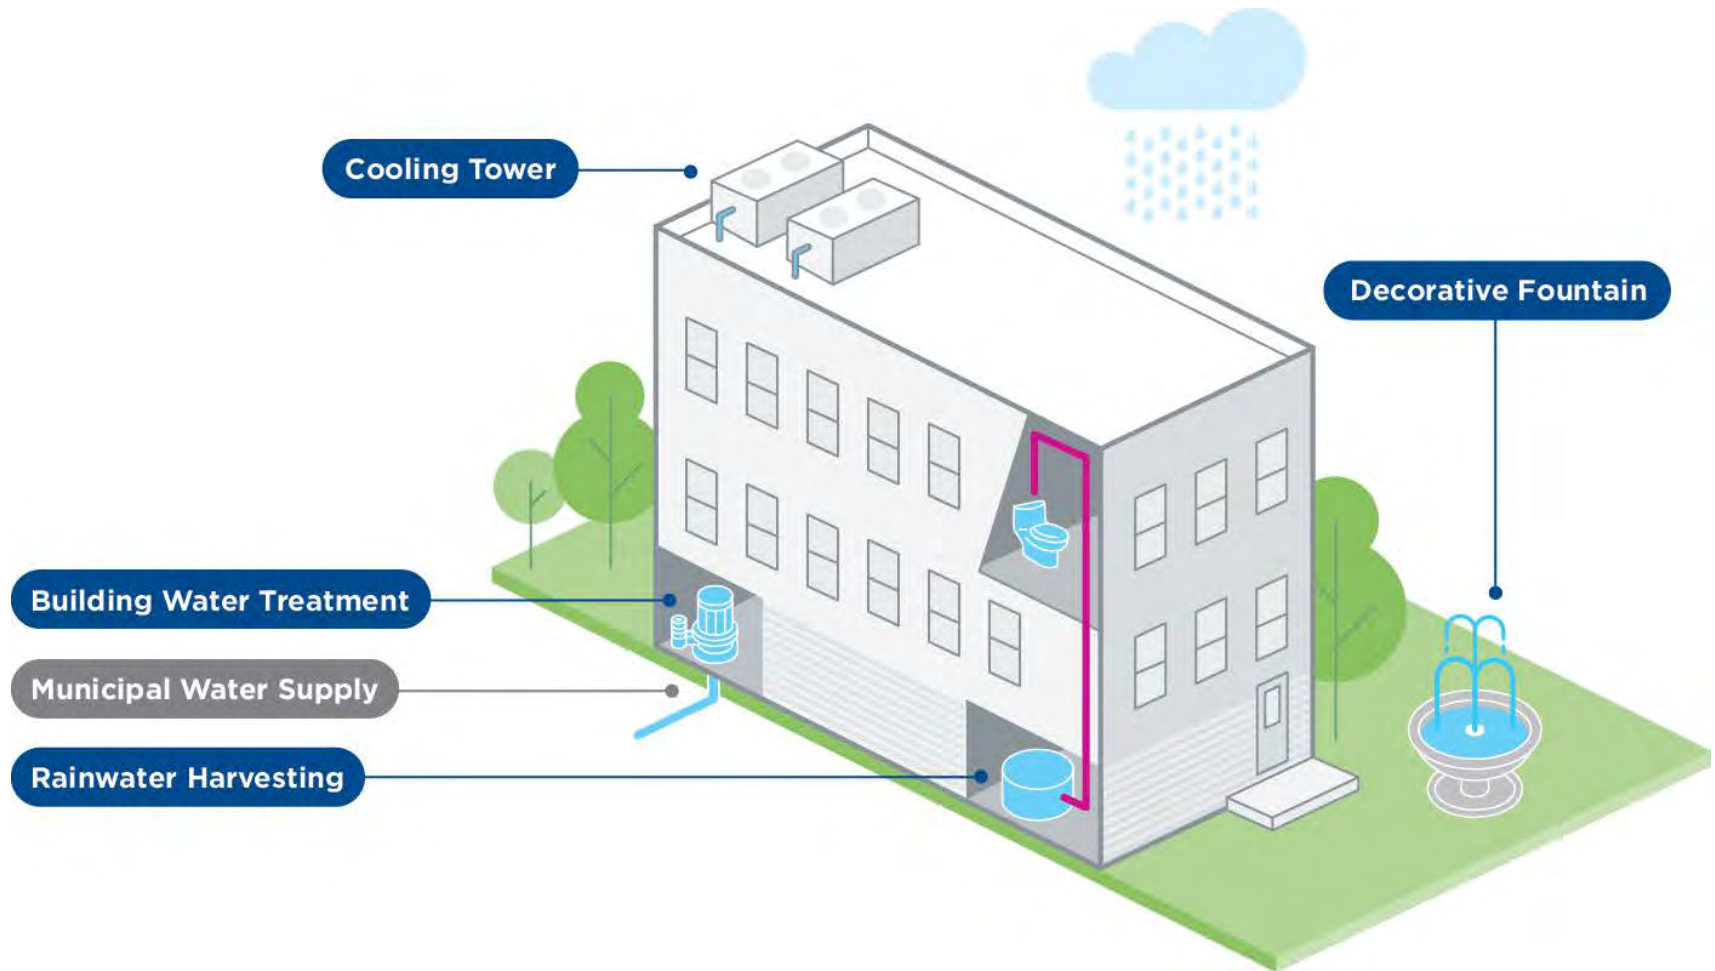 Cooling Tower
Decorative Fountain
Building Water Treatment
Municipal Water Supply
Rainwater Harvesting